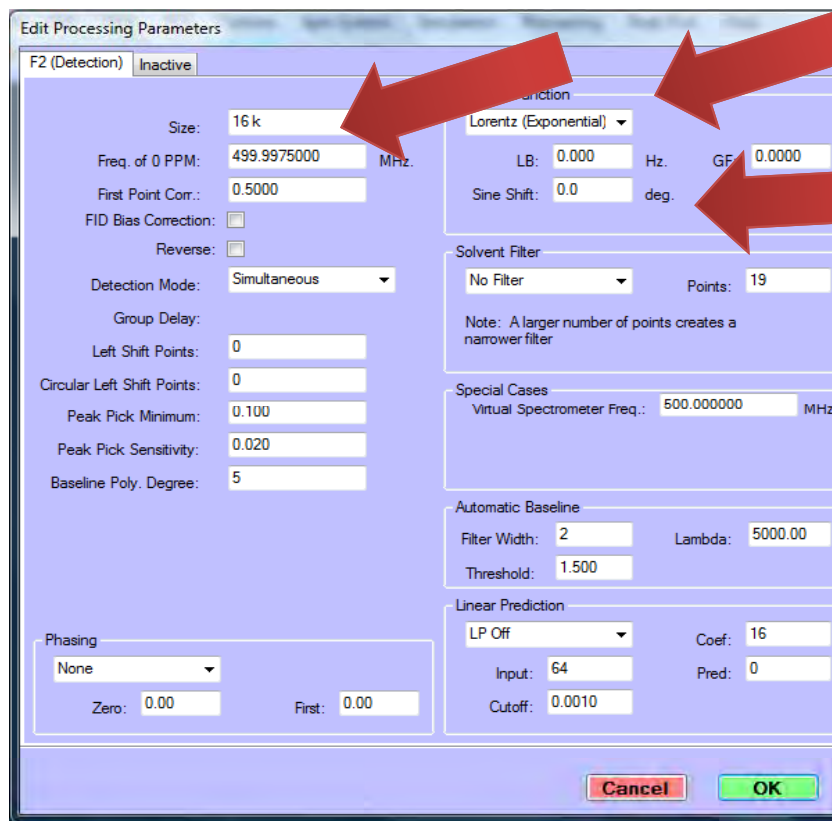 Edit Processing Parameters
F2 (Detection) Inactive
Size: 16 k
Freq. of 0 PPM: 499.9975000 MHz.
First Point Corr.: 0.5000
FID Bias Correction:
Reverse:
Detection Mode: Simultaneous
Group Delay:
Left Shift Points: 0
Circular Left Shift Points: 0
Peak Pick Minimum: 0.100
Peak Pick Sensitivity: 0.020
Baseline Poly. Degree: 5
Phasing
None
Zero: 0.00 First: 0.00
Lorentz (Exponential)
LB: 0.000 Hz. GF: 0.0000
Sine Shift: 0.0 deg.
Solvent Filter
No Filter Points: 19
Note: A larger number of points creates a
narrower filter
Special Cases
Virtual Spectrometer Freq.: 500.000000 MHz
Automatic Baseline
Filter Width: 2 Lambda: 5000.00
Threshold: 1.500
Linear Prediction
LP Off Coef: 16
Input: 64 Pred: 0
Cutoff: 0.0010
Cancel OK